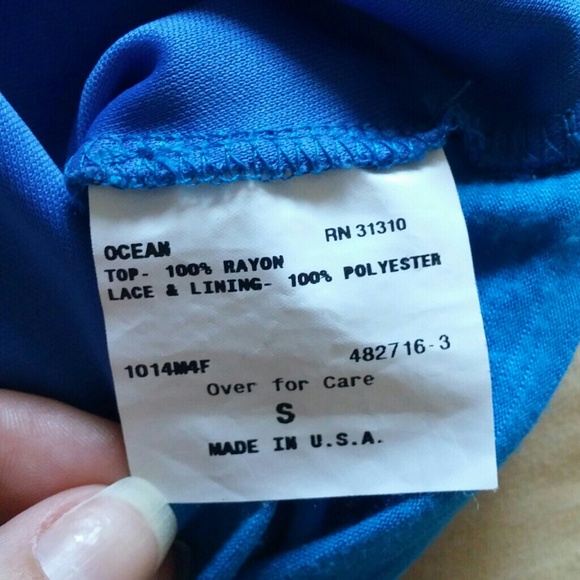 OCEAN RN 31310
TOP- 100% RAYON
LACE & LINING- 100% POLYESTER
1014M4F 482716-3
Over for Care
S
MADE IN U.S.A.